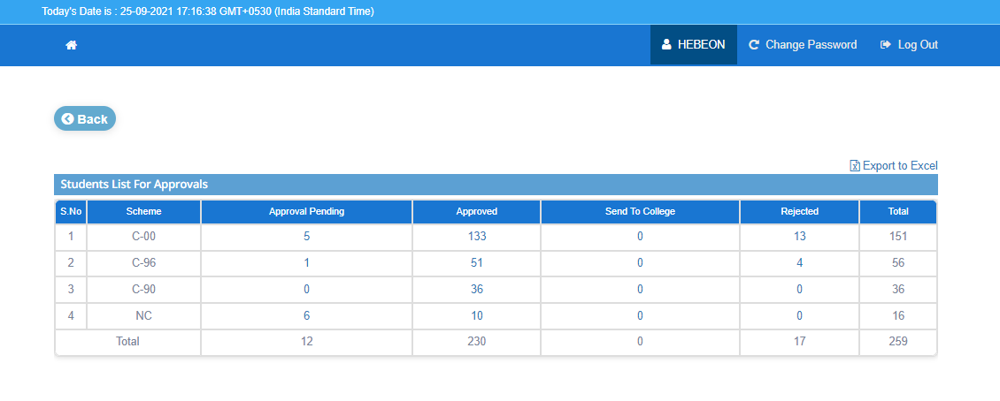 Today's Date is : 25-09-2021 17:16:38 GMT+0530 (India Standard Time)
HEBEON Change Password Log Out
Back
Export to Excel
Students List For Approvals
S.No Scheme Approval Pending Approved Send To College Rejected Total
1 C-00 5 133 0 13 151
2 C-96 1 51 0 4 56
3 C-90 0 36 0 0 36
4 NC 6 10 0 0 16
Total 12 230 0 17 259